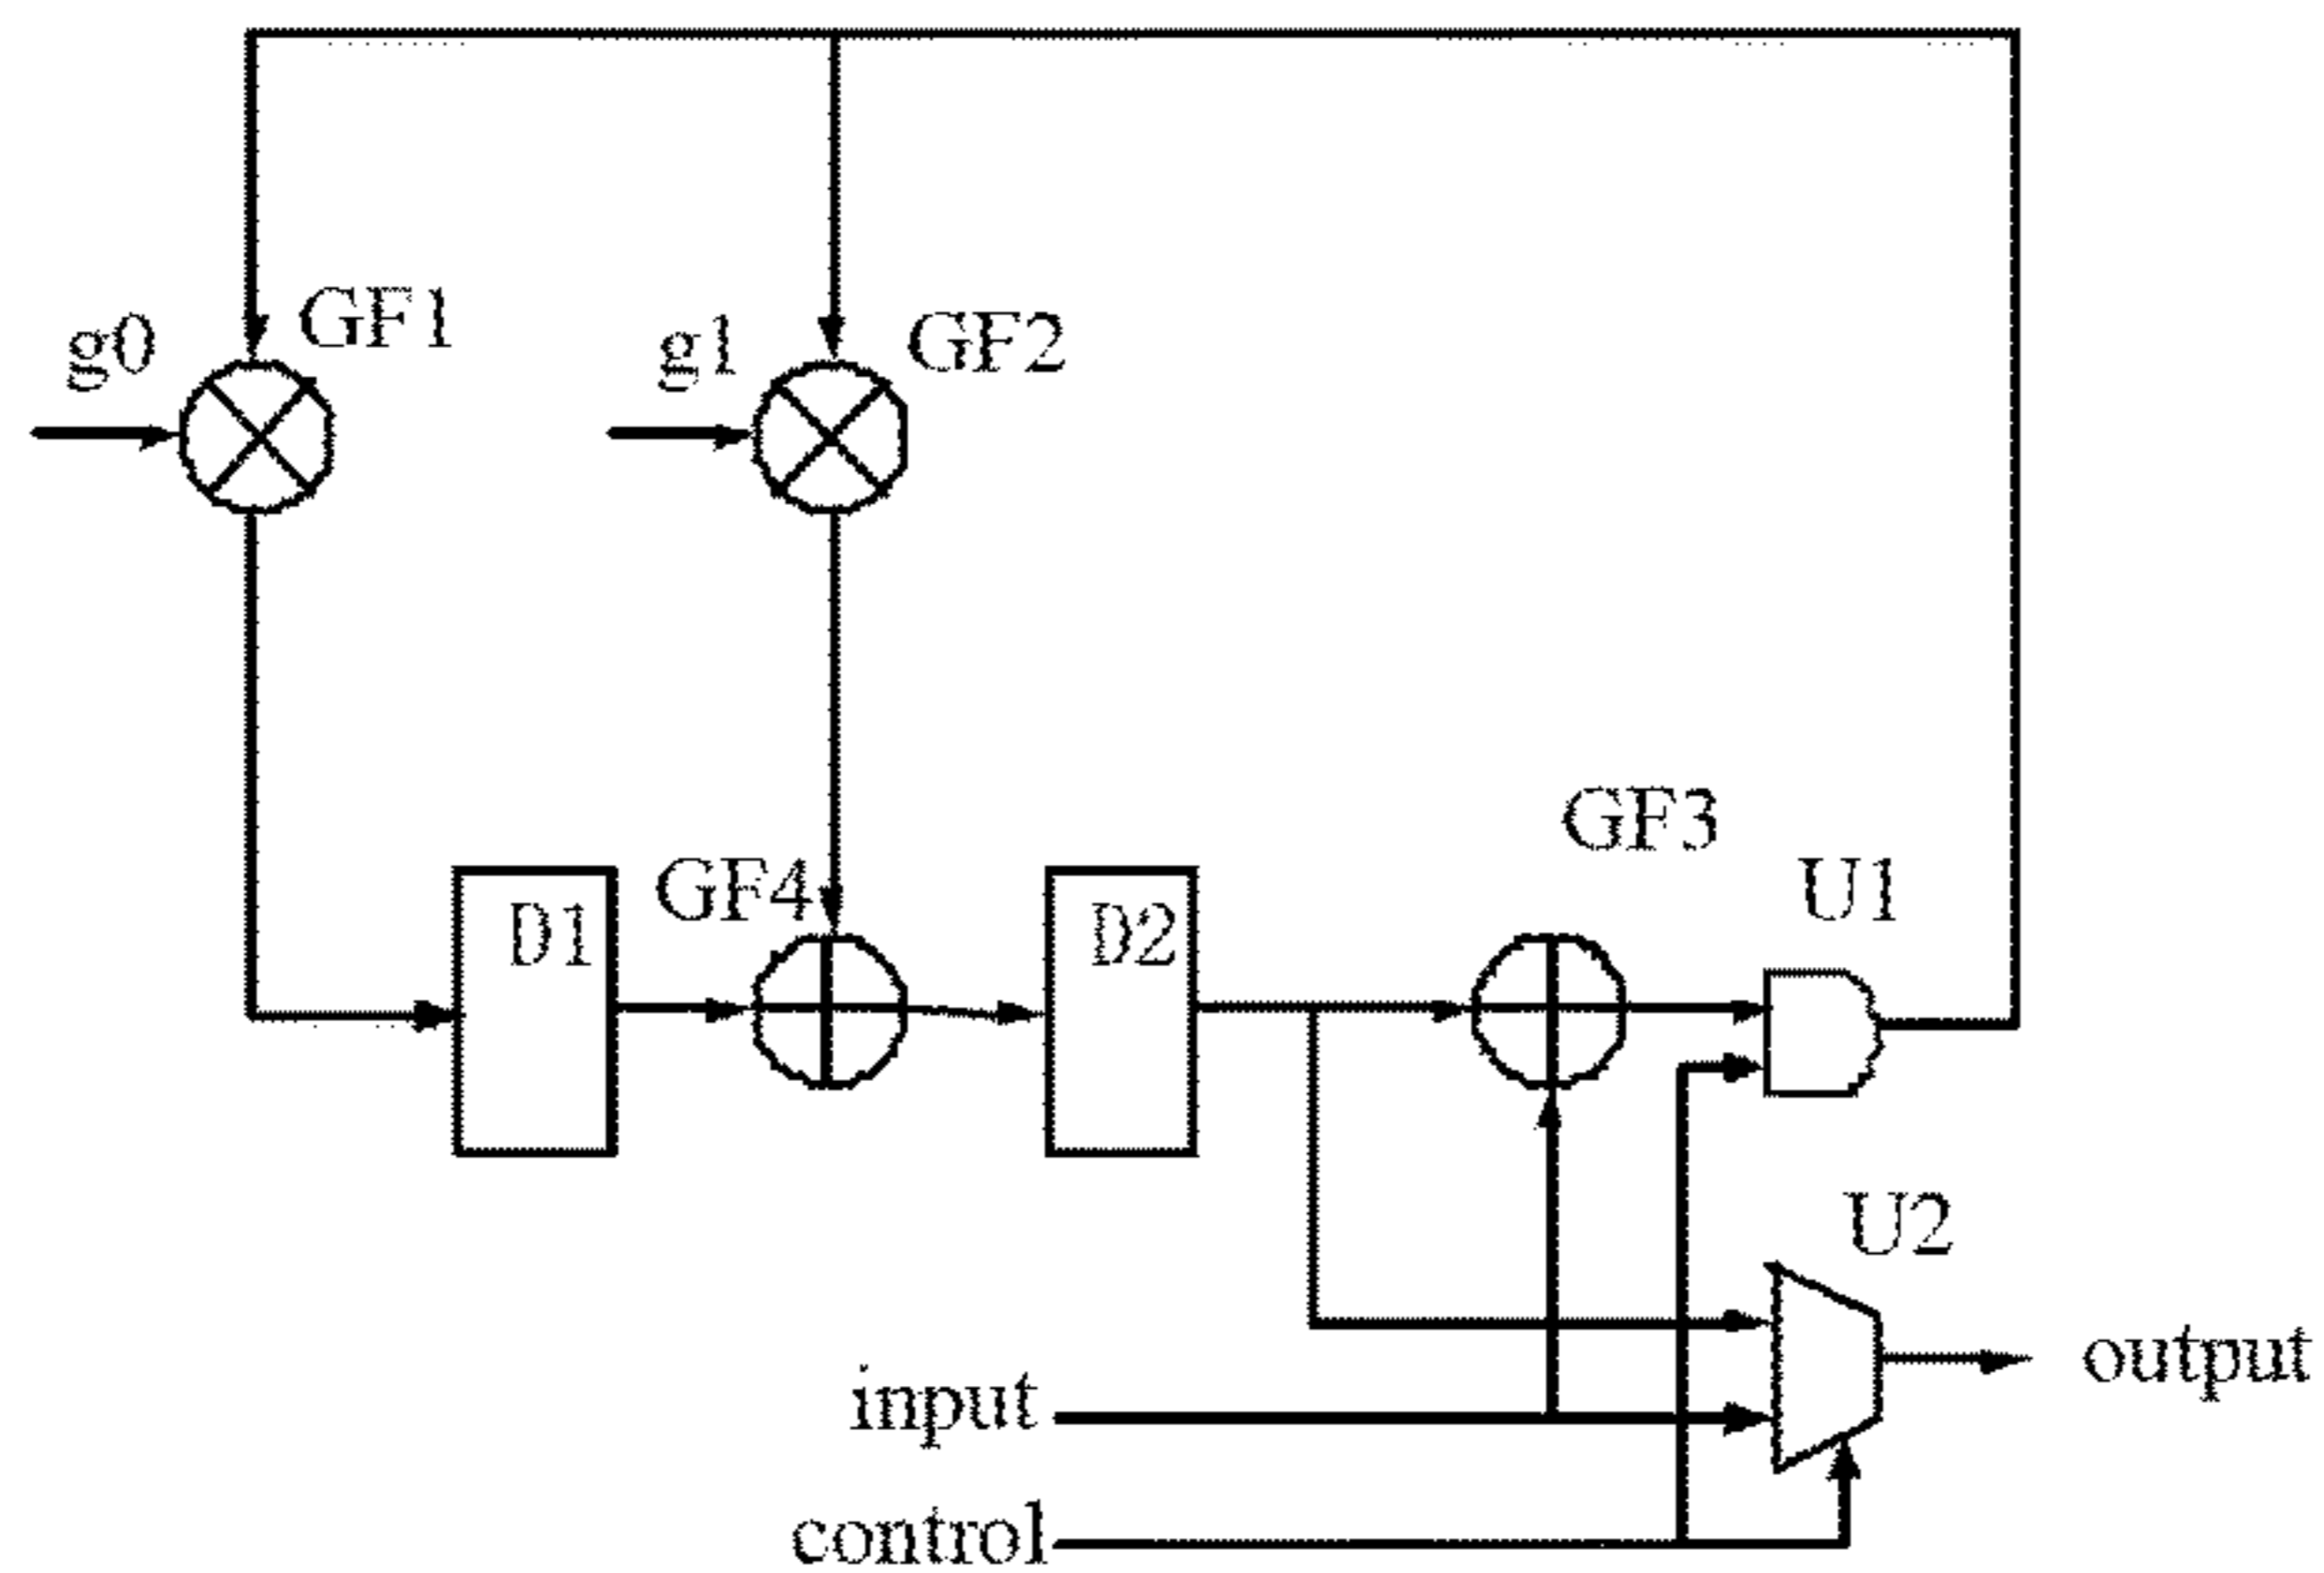 g0
GF1
g1
GF2
GF3
D1
GF4
D2
U1
U2
input
output
control